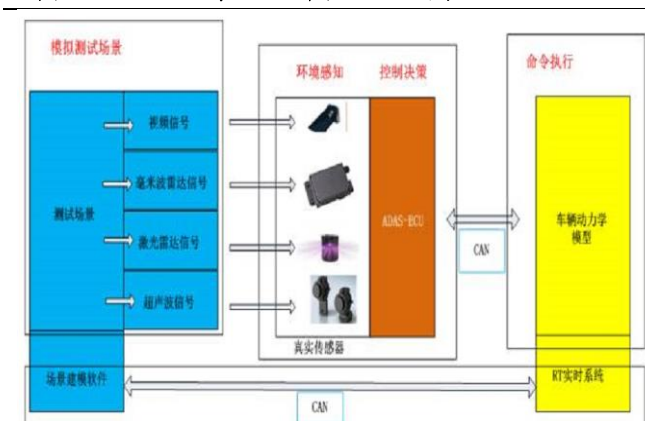 模拟测试场景
环境感知
控制决策
命令执行
视频信号
毫米波雷达信号
测试场景
激光雷达信号
超声波信号
ADAS-ECU
CAN
车辆动力学
模型
真实传感器
场景建模软件
CAN
RT实时系统